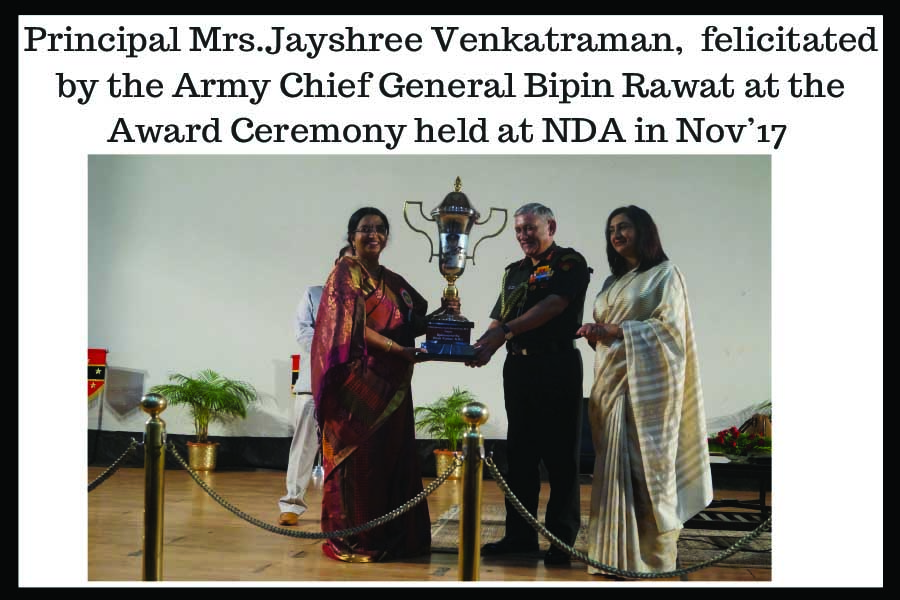 Principal Mrs.Jayshree Venkatraman,  felicitated
by the Army Chief General Bipin Rawat at the
Award Ceremony held at NDA in Nov’17